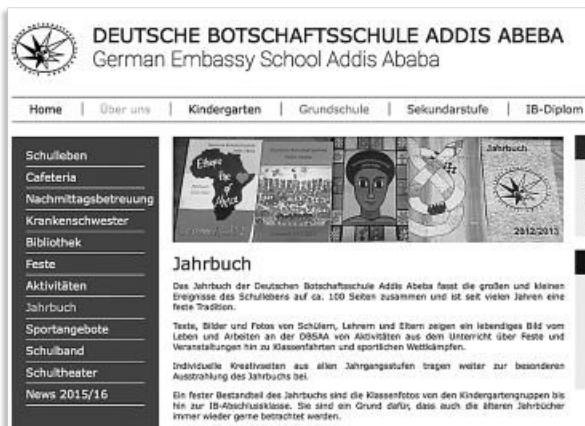 DEUTSCHE BOTSCHAFTSSCHULE ADDIS ABEBA
German Embassy School Addis Ababa
Home | Über uns | Kindergarten | Grundschule | Sekundarstufe | IB-Diplom
Schulleben
Cafeteria
Nachmittagsbetreuung
Krankenschwester
Bibliothek
Feste
Aktivitäten
Jahrbuch
Sportangebote
Schulband
Schultheater
News 2015/16
Ethiopia
the
of
Africa
Jahrbuch
2012/2013
Jahrbuch
Das Jahrbuch der Deutschen Botschaftsschule Addis Abeba fasst die großen und kleinen
Ereignisse des Schullebens auf ca. 100 Seiten zusammen und ist seit vielen Jahren eine
feste Tradition.
Texte, Bilder und Fotos von Schülern, Lehrern und Eltern zeigen ein lebendiges Bild vom
Leben und Arbeiten an der DBSAA von Aktivitäten aus dem Unterricht über Feste und
Veranstaltungen hin zu Klassenfahrten und sportlichen Wettkämpfen.
Individuelle Kreativseiten aus allen Jahrgangsstufen tragen weiter zur besonderen
Ausstrahlung des Jahrbuchs bei.
Ein fester Bestandteil des Jahrbuchs sind die Klassenfotos von den Kindergartengruppen bis
hin zur IB-Abschlussklasse. Sie sind ein Grund dafür, dass auch die älteren Jahrbücher
immer wieder gerne betrachtet werden.